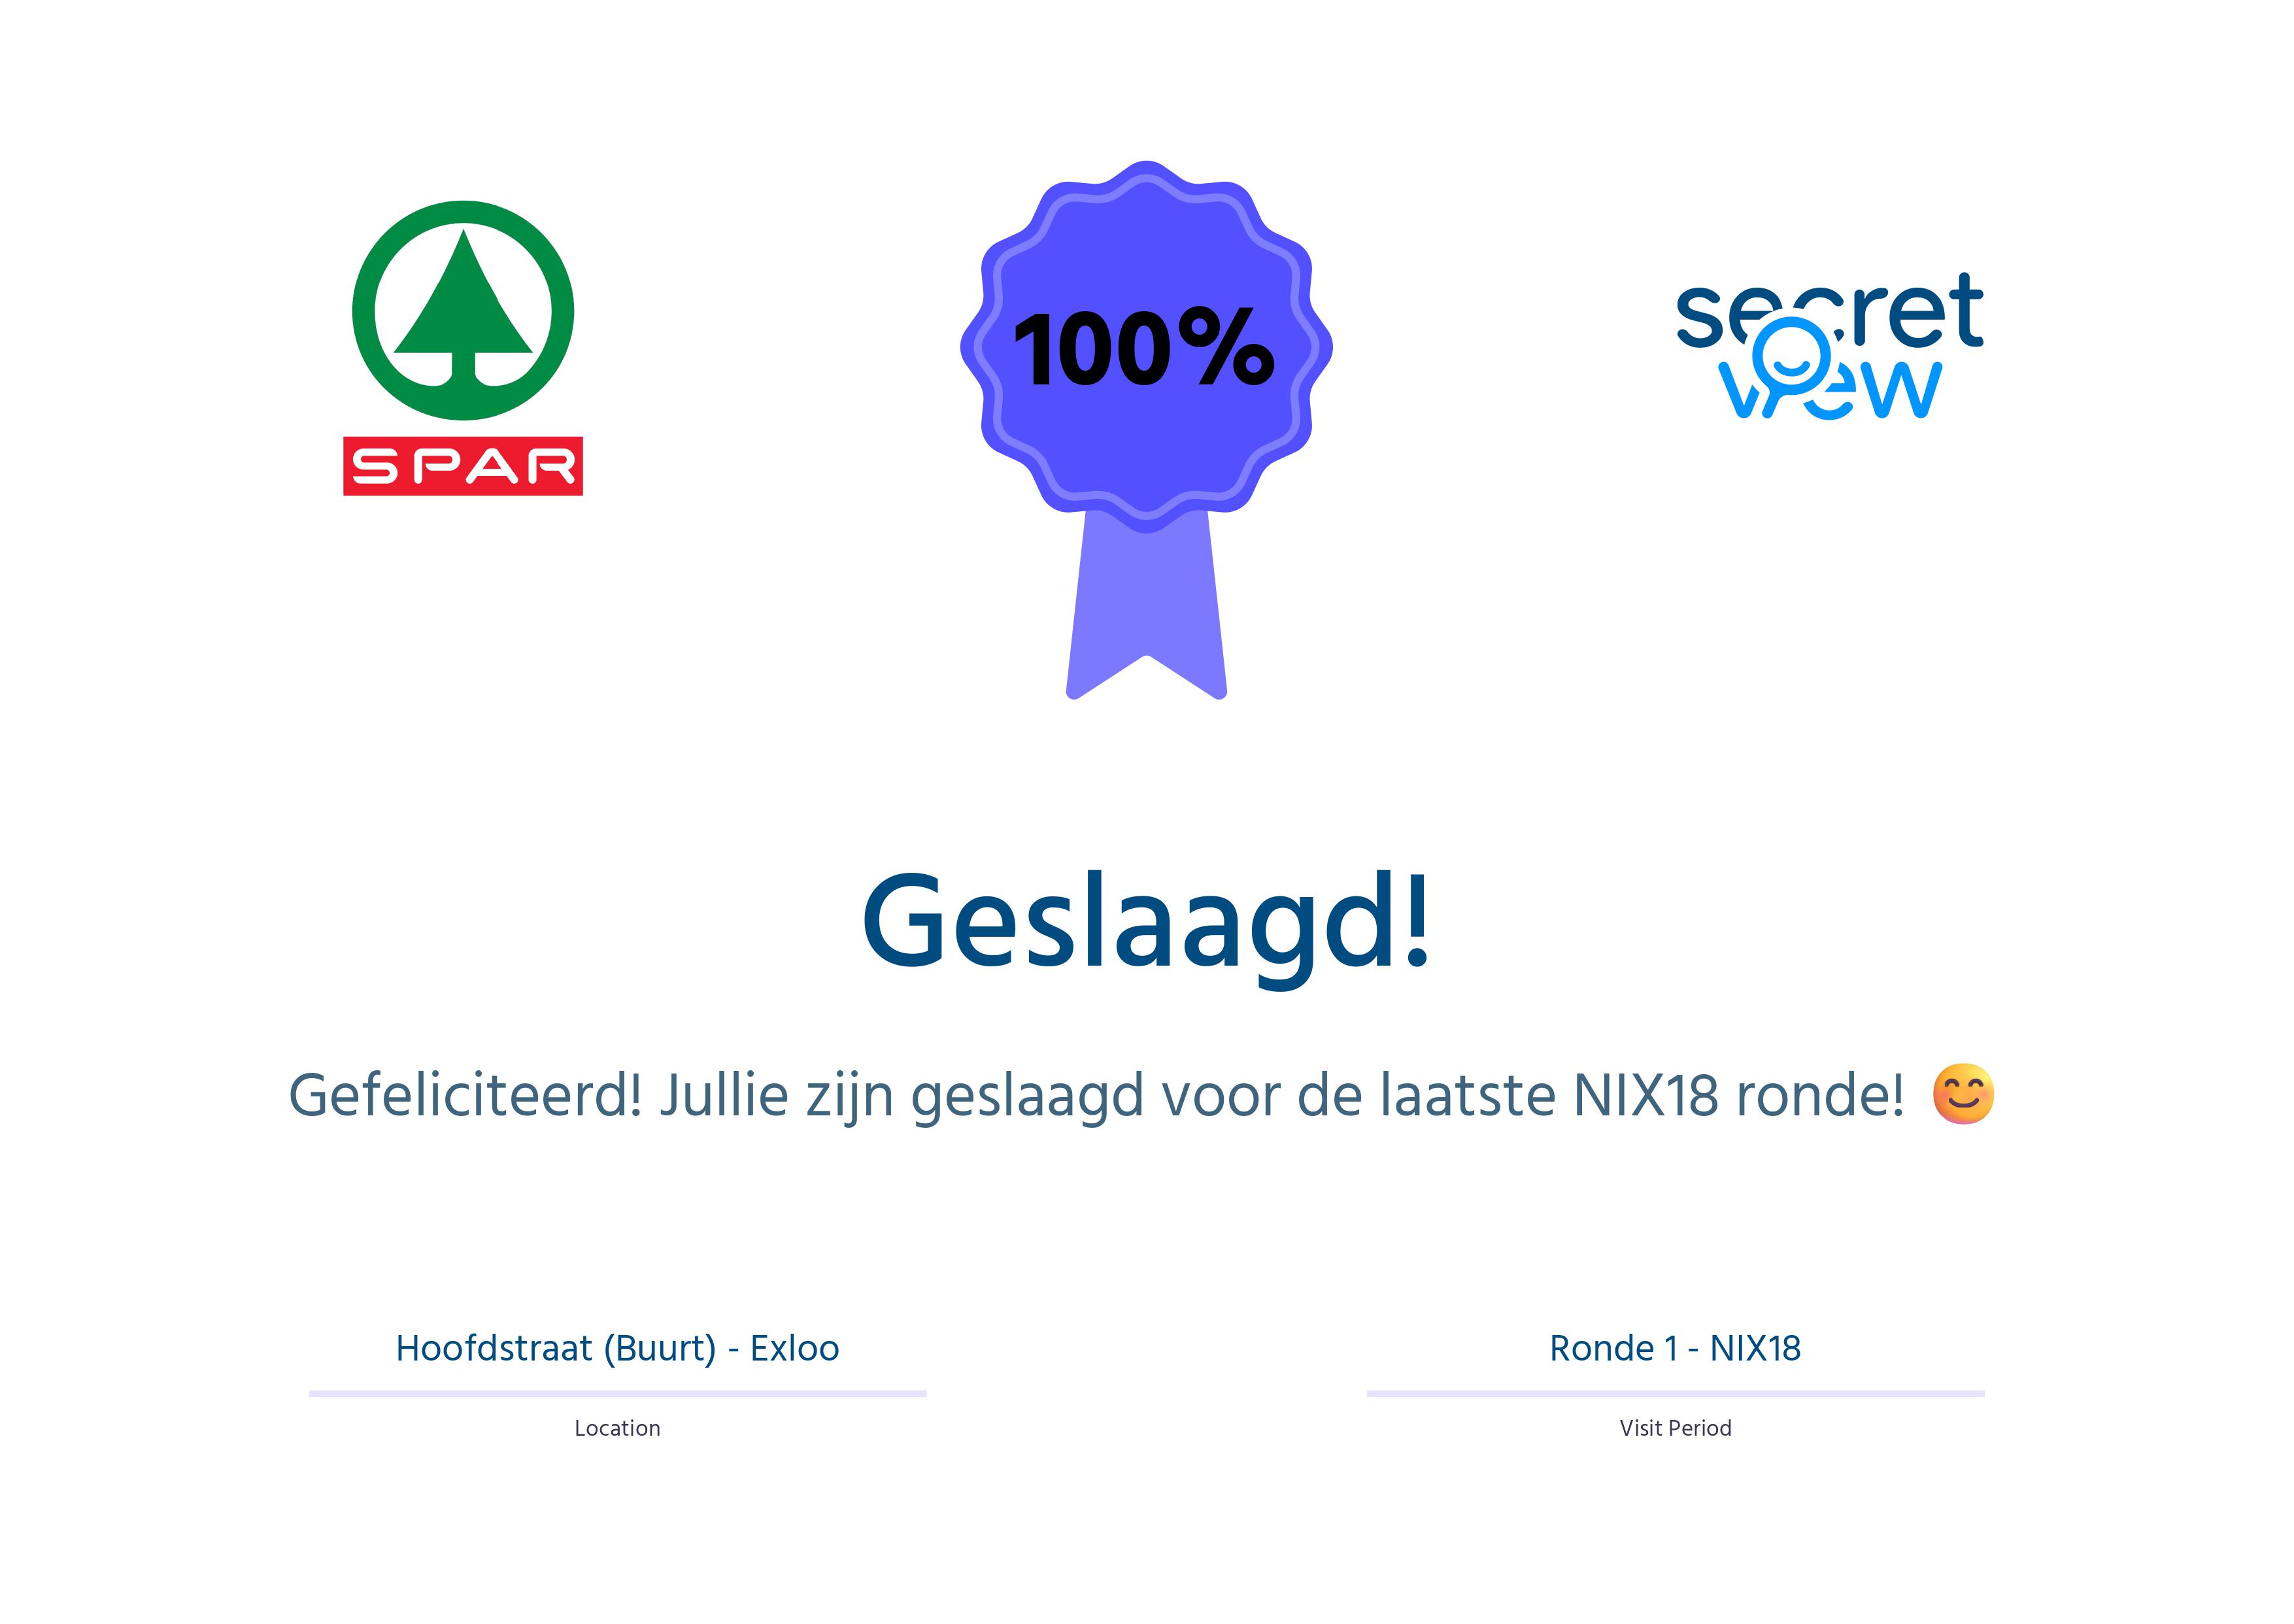 SPAR
100%
secret
view
Geslaagd!
Gefeliciteerd! Jullie zijn geslaagd voor de laatste NIX18 ronde! 😊
Hoofdstraat (Buurt) - Exloo
Location
Ronde 1 - NIX18
Visit Period